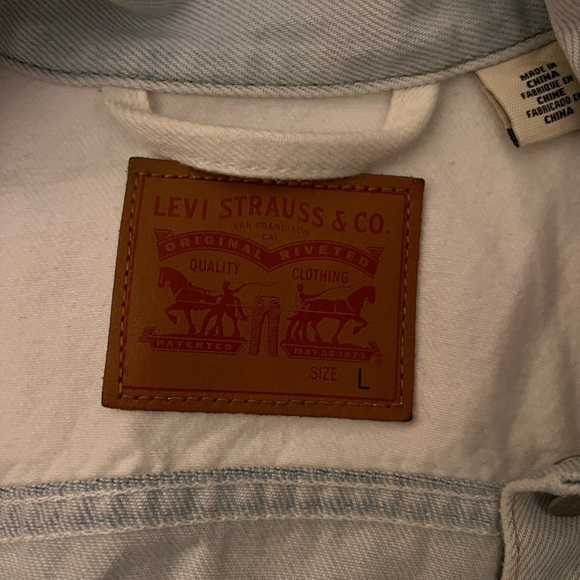 LEVI STRAUSS & CO.
SAN FRANCISCO
CAL
ORIGINAL RIVETED
QUALITY CLOTHING
PATENTED MAY 20 1873
SIZE L
MADE IN
CHINA
FABRIQUE EN
CHINE
FABRICADO EN
CHINA